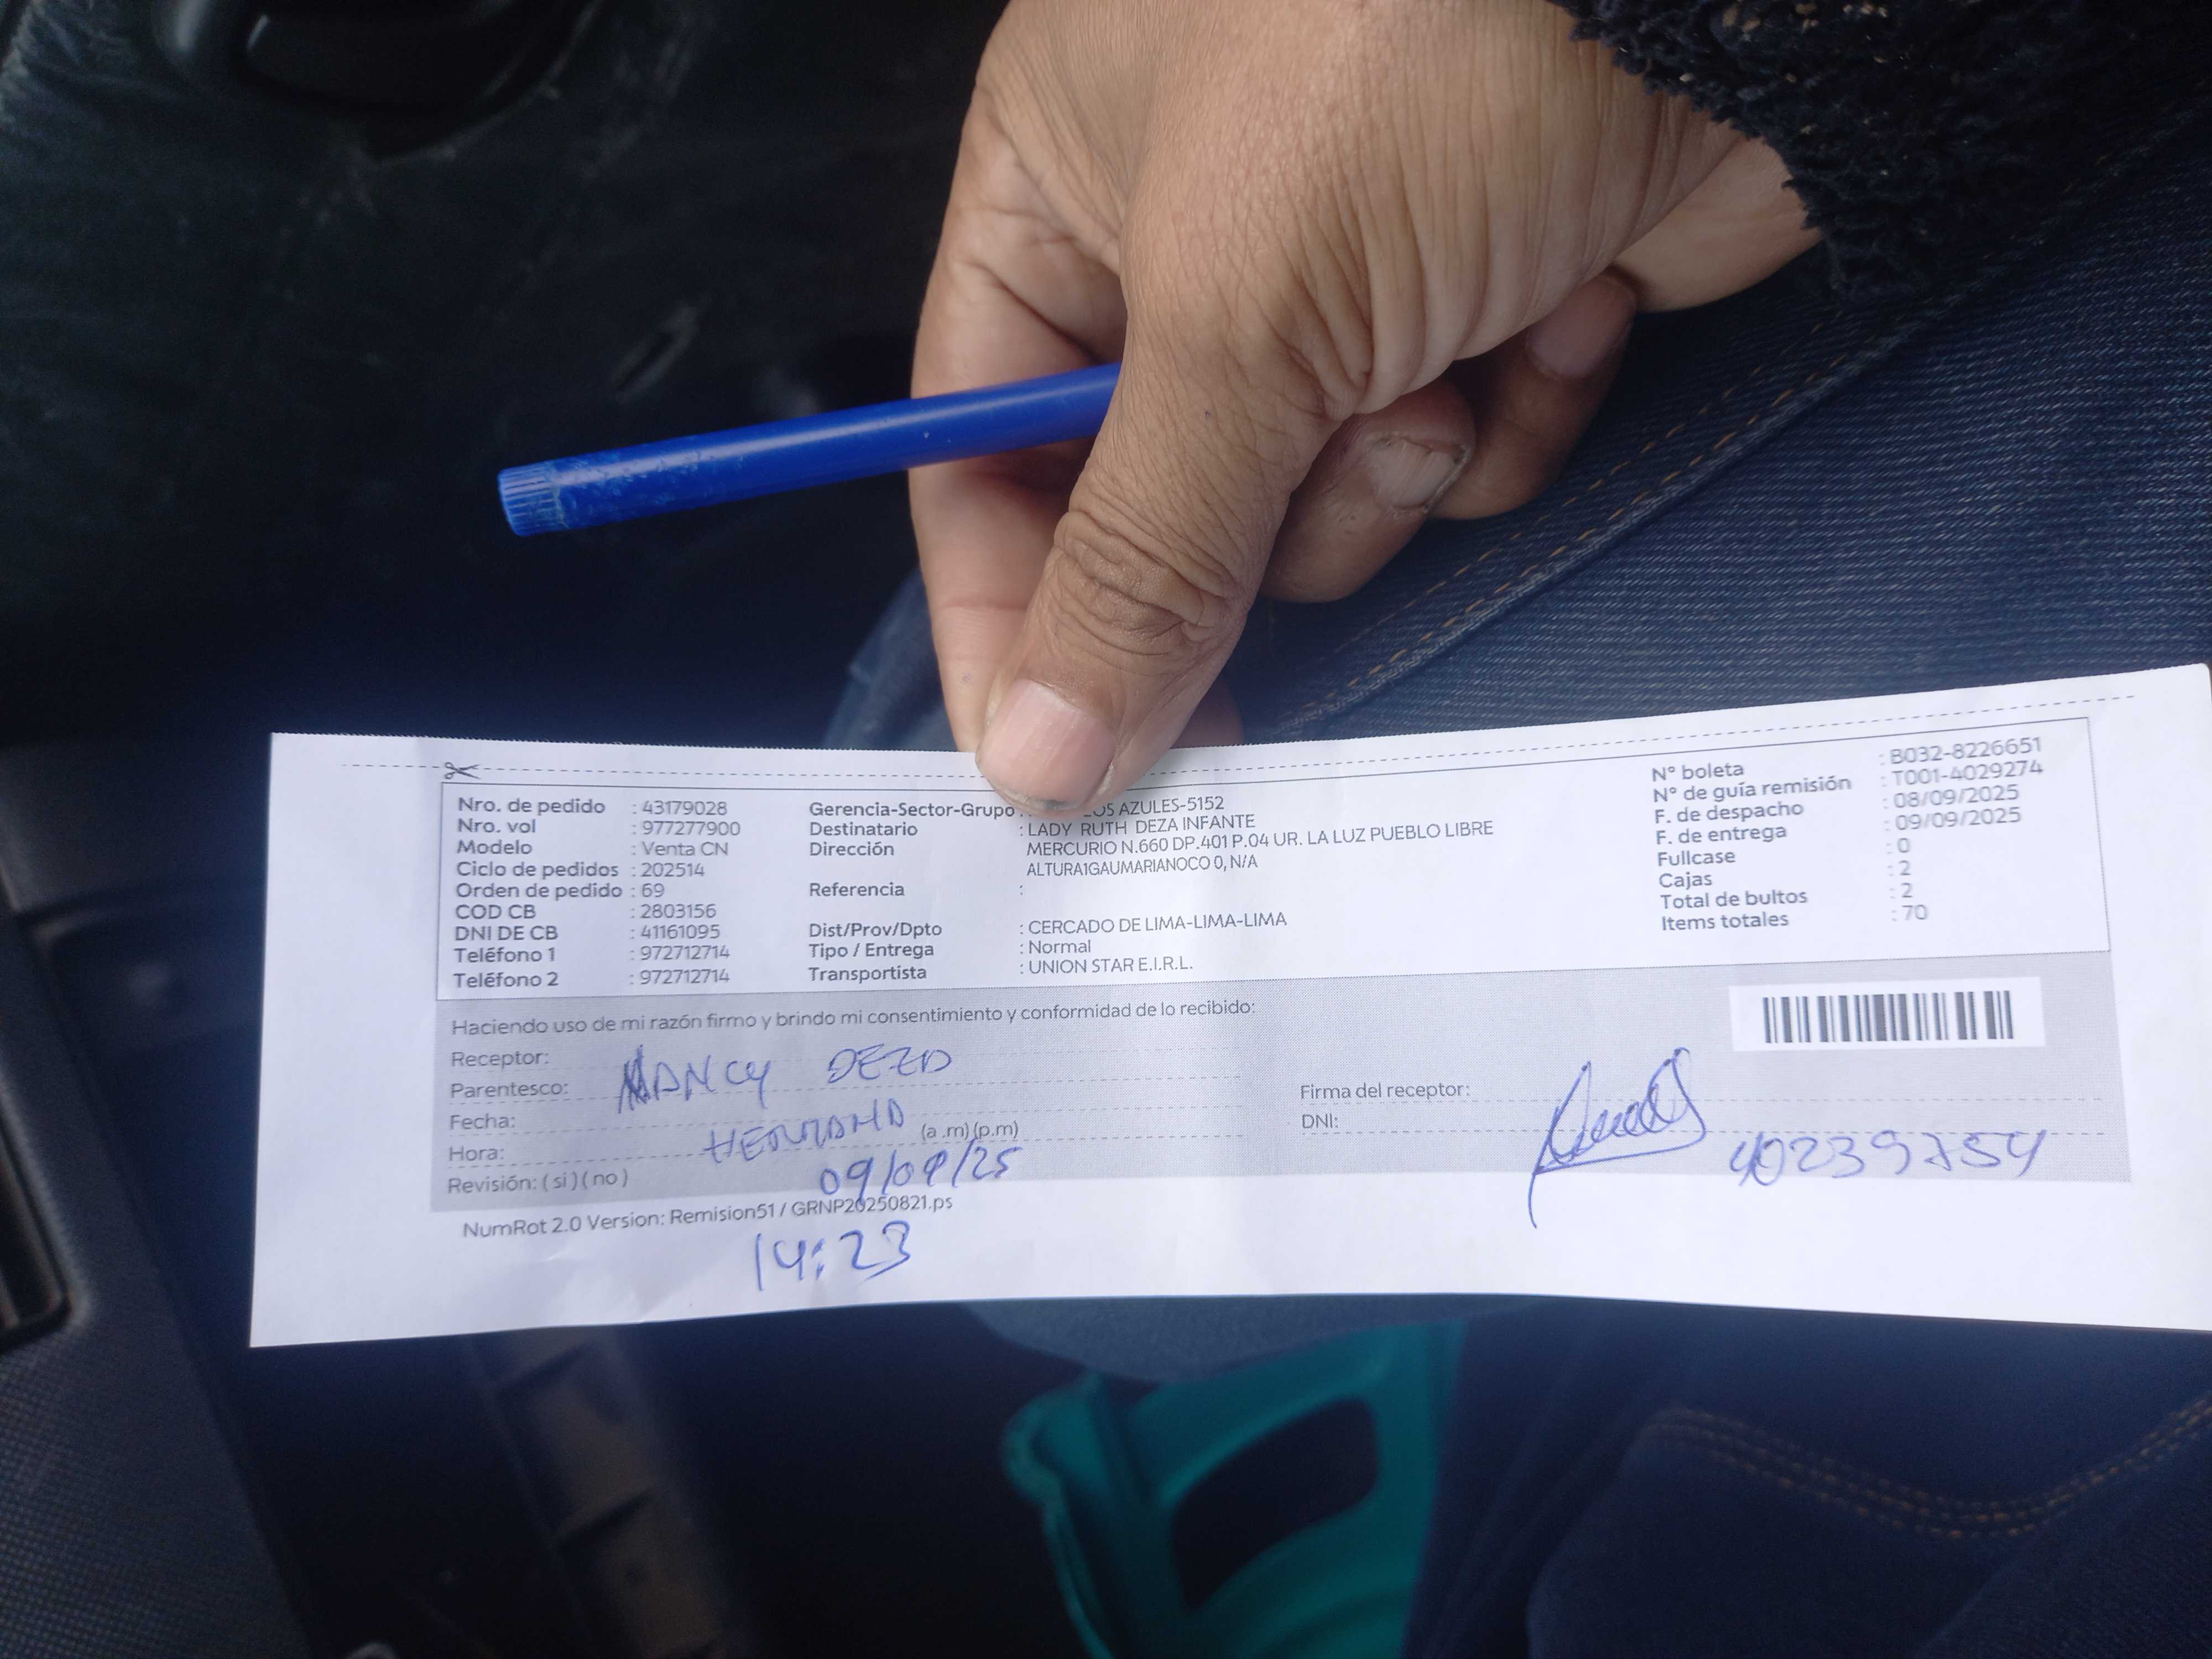 Nro. de pedido : 43179028
Nro. vol : 977277900
Modelo : Venta CN
Ciclo de pedidos : 202514
Orden de pedido : 69
COD CB : 2803156
DNI DE CB : 41161095
Teléfono 1 : 972712714
Teléfono 2 : 972712714
Gerencia-Sector-Grupo : OS AZULES-5152
Destinatario : LADY RUTH DEZA INFANTE
Dirección MERCURIO N.660 DP.401 P.04 UR. LA LUZ PUEBLO LIBRE
ALTURA1GAUMARIANOCO 0, N/A
Referencia :
Dist/Prov/Dpto : CERCADO DE LIMA-LIMA-LIMA
Tipo / Entrega : Normal
Transportista : UNION STAR E.I.R.L.
N° boleta : B032-8226651
N° de guía remisión : T001-4029274
F. de despacho : 08/09/2025
F. de entrega : 09/09/2025
Fullcase : 0
Cajas : 2
Total de bultos : 2
Items totales : 70
Haciendo uso de mi razón firmo y brindo mi consentimiento y conformidad de lo recibido:
Receptor:
Parentesco: NANCY DEZA
Fecha: HERMANA
Hora: (a .m) (p.m)
Revisión: ( si ) ( no ) 09/09/25
Firma del receptor:
DNI:
40239754
NumRot 2.0 Version: Remision51 / GRNP20250821.ps
14:23